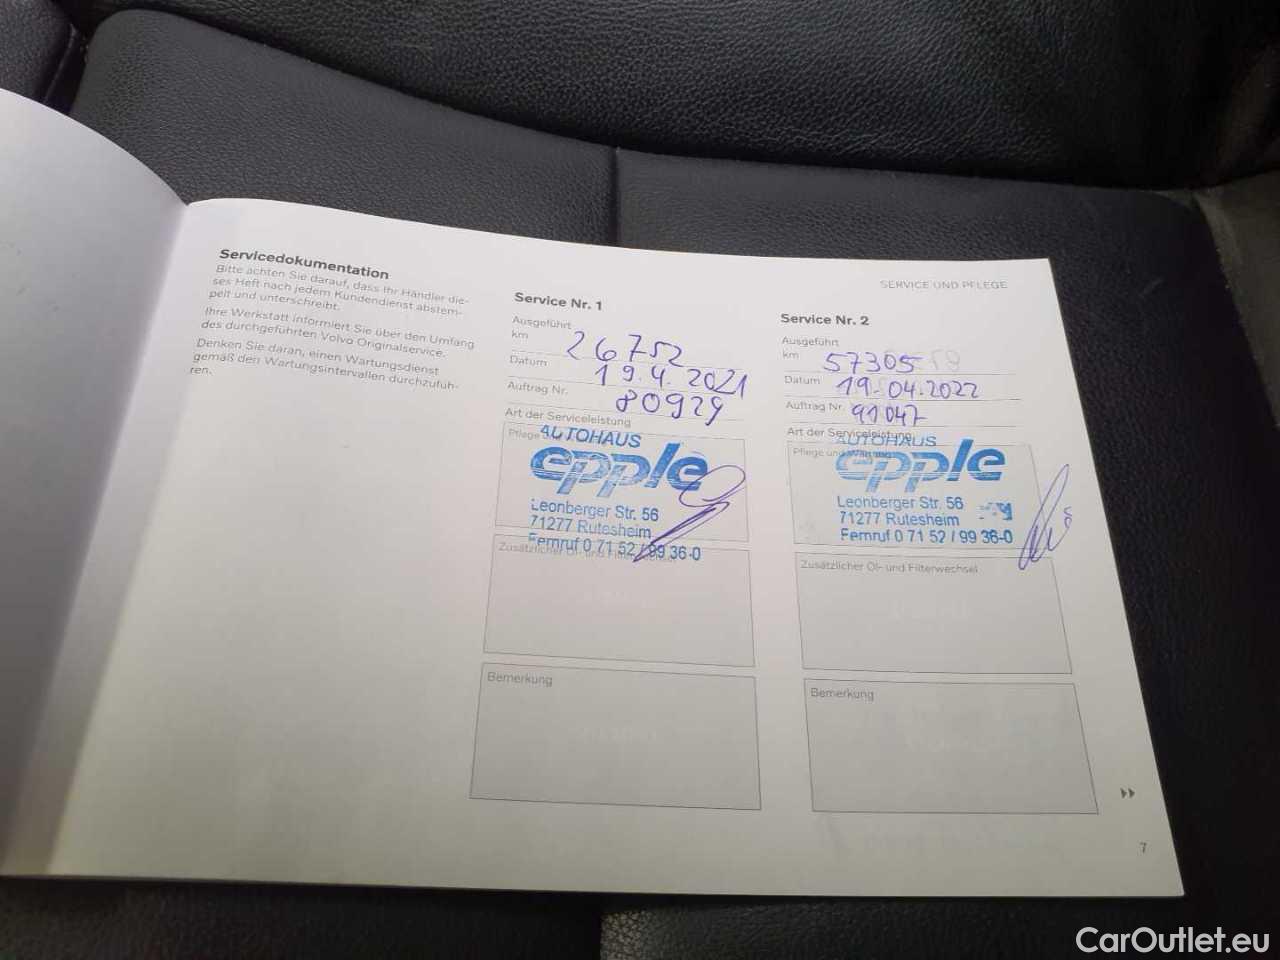 SERVICE UND PFLEGE
Servicedokumentation
Bitte achten Sie darauf, dass Ihr Händler die-
ses Heft nach jedem Kundendienst abstem-
pelt und unterschreibt.
Ihre Werkstatt informiert Sie über den Umfang
des durchgeführten Volvo Originalservice.
Denken Sie daran, einen Wartungsdienst
gemäß den Wartungsintervallen durchzufüh-
ren.
Service Nr. 1
Ausgeführt
km 26752
Datum 19.4.2021
Auftrag Nr. 80929
Art der Serviceleistung
Pflege und
AUTOHAUS
epple
Leonberger Str. 56
71277 Rutesheim
Fernruf 0 71 52 / 99 36-0
Zusätzlicher Öl- und Filterwechsel
Bemerkung
Service Nr. 2
Ausgeführt
km 57305
Datum 19.04.2022
Auftrag Nr. 91047
Art der Serviceleistung
Pflege und Wartung
AUTOHAUS
epple
Leonberger Str. 56
71277 Rutesheim
Fernruf 0 71 52 / 99 36-0
Zusätzlicher Öl- und Filterwechsel
Bemerkung
7
CarOutlet.eu